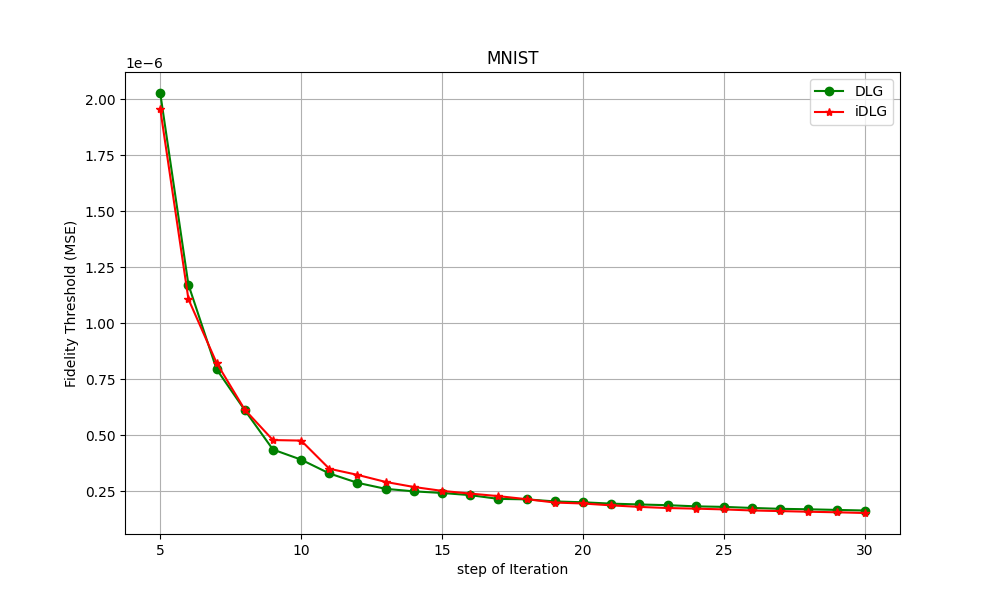 MNIST
1e−6
DLG
iDLG
2.00
1.75
1.50
1.25
1.00
0.75
0.50
0.25
Fidelity Threshold (MSE)
5 10 15 20 25 30
step of Iteration